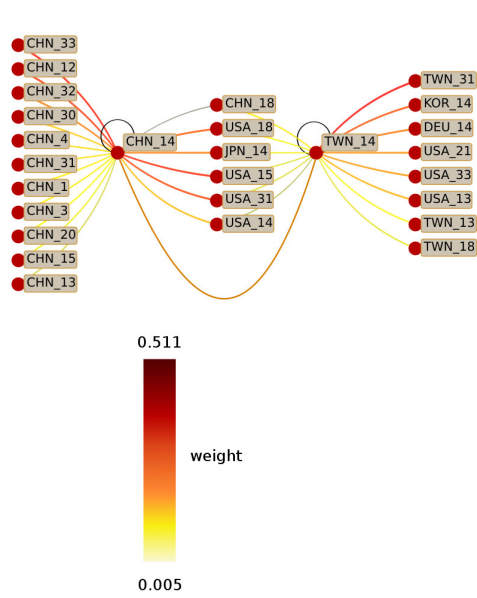 CHN_33
CHN_12
CHN_32
CHN_30
CHN_4
CHN_31
CHN_1
CHN_3
CHN_20
CHN_15
CHN_13
CHN_14
CHN_18
USA_18
JPN_14
USA_15
USA_31
USA_14
TWN_14
TWN_31
KOR_14
DEU_14
USA_21
USA_33
USA_13
TWN_13
TWN_18
0.511
weight
0.005